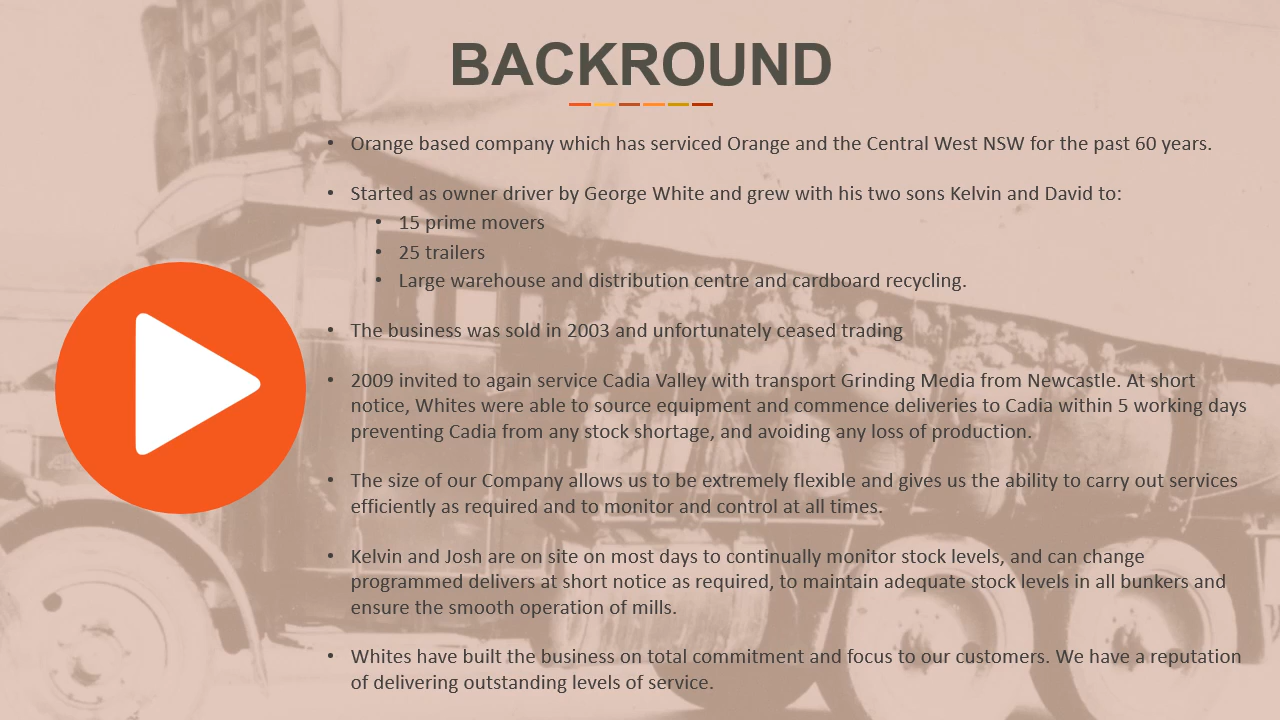 BACKROUND
• Orange based company which has serviced Orange and the Central West NSW for the past 60 years.
• Started as owner driver by George White and grew with his two sons Kelvin and David to:
• 15 prime movers
• 25 trailers
• Large warehouse and distribution centre and cardboard recycling.
• The business was sold in 2003 and unfortunately ceased trading
• 2009 invited to again service Cadia Valley with transport Grinding Media from Newcastle. At short
notice, Whites were able to source equipment and commence deliveries to Cadia within 5 working days
preventing Cadia from any stock shortage, and avoiding any loss of production.
• The size of our Company allows us to be extremely flexible and gives us the ability to carry out services
efficiently as required and to monitor and control at all times.
• Kelvin and Josh are on site on most days to continually monitor stock levels, and can change
programmed delivers at short notice as required, to maintain adequate stock levels in all bunkers and
ensure the smooth operation of mills.
• Whites have built the business on total commitment and focus to our customers. We have a reputation
of delivering outstanding levels of service.